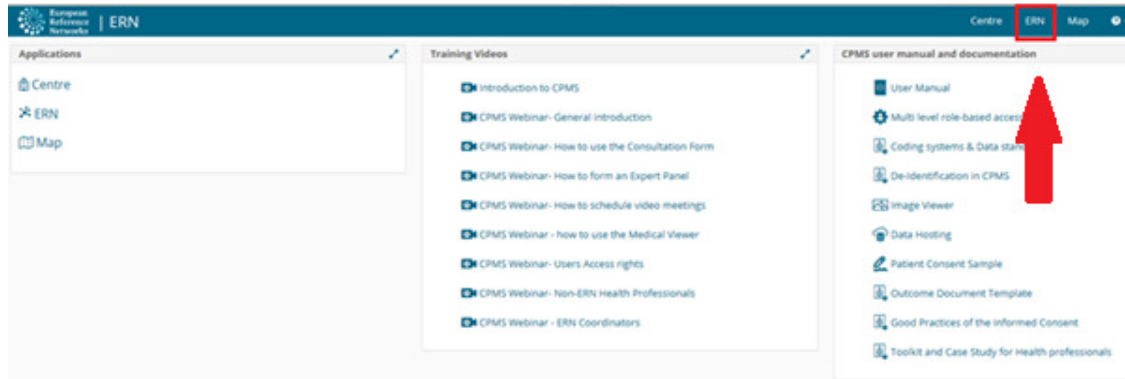 European
Reference
Networks
| ERN
Centre
ERN
Map
Applications
Centre
ERN
Map
Training Videos
Introduction to CPMS
CPMS Webinar- General introduction
CPMS Webinar- How to use the Consultation Form
CPMS Webinar- How to form an Expert Panel
CPMS Webinar- How to schedule video meetings
CPMS Webinar - how to use the Medical Viewer
CPMS Webinar- Users Access rights
CPMS Webinar- Non-ERN Health Professionals
CPMS Webinar - ERN Coordinators
CPMS user manual and documentation
User Manual
Multi level role-based access
Coding systems & Data stan
De-identification in CPMS
Image Viewer
Data Hosting
Patient Consent Sample
Outcome Document Template
Good Practices of the Informed Consent
Toolkit and Case Study for Health professionals